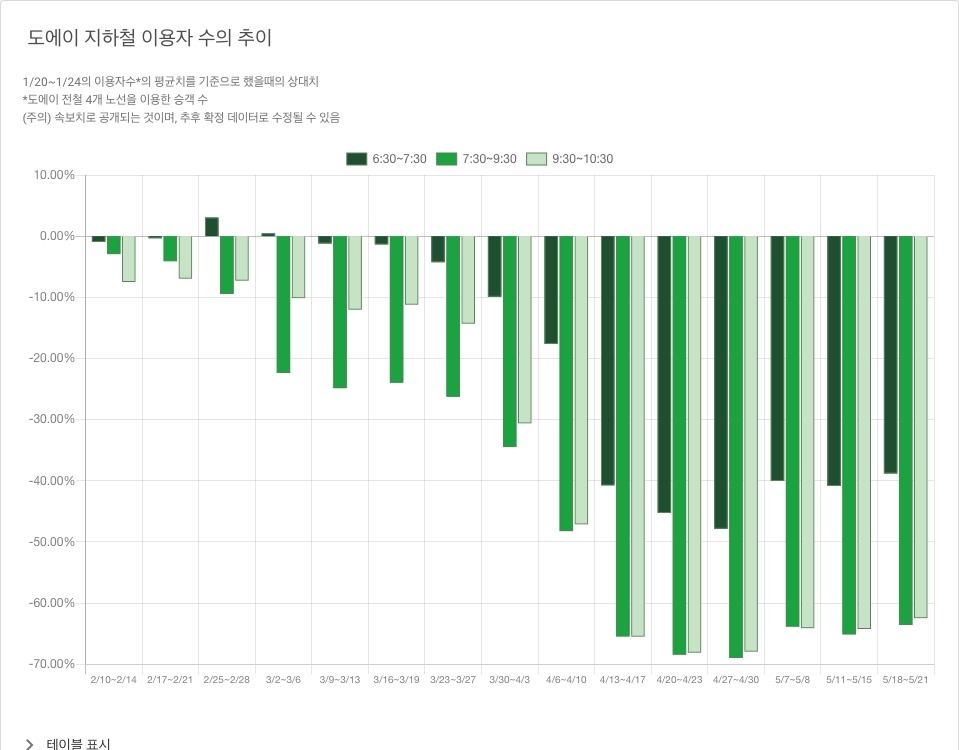 도에이 지하철 이용자 수의 추이
1/20~1/24의 이용자수*의 평균치를 기준으로 했을때의 상대치
*도에이 전철 4개 노선을 이용한 승객 수
(주의) 속보치로 공개되는 것이며, 추후 확정 데이터로 수정될 수 있음
6:30~7:30 7:30~9:30 9:30~10:30
10.00%
0.00%
-10.00%
-20.00%
-30.00%
-40.00%
-50.00%
-60.00%
-70.00%
2/10~2/14 2/17~2/21 2/25~2/28 3/2~3/6 3/9~3/13 3/16~3/19 3/23~3/27 3/30~4/3 4/6~4/10 4/13~4/17 4/20~4/23 4/27~4/30 5/7~5/8 5/11~5/15 5/18~5/21
테이블 표시